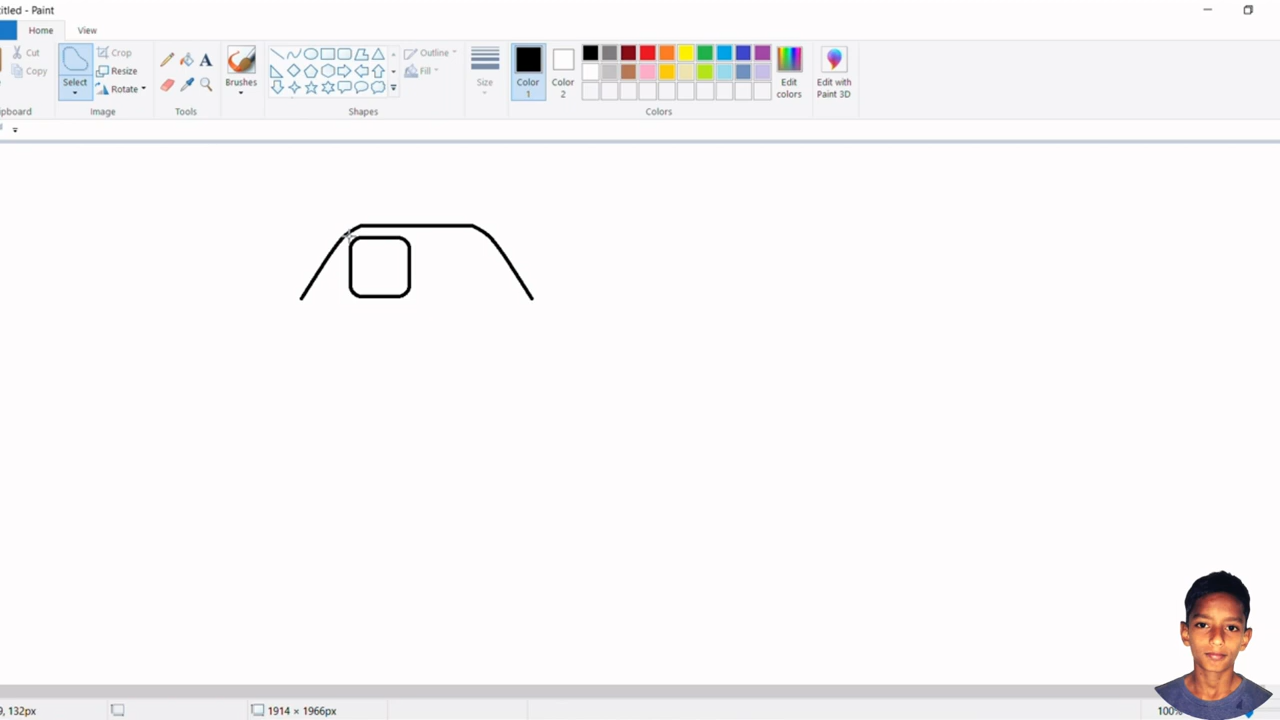 titled - Paint
Home View
Cut
Copy
Select
Crop
Resize
Rotate
A
Brushes
Outline
Fill
Size
Color
1
Color
2
Edit
colors
Edit with
Paint 3D
ipboard Image Tools Shapes Colors
9, 132px 1914 × 1966px 100%